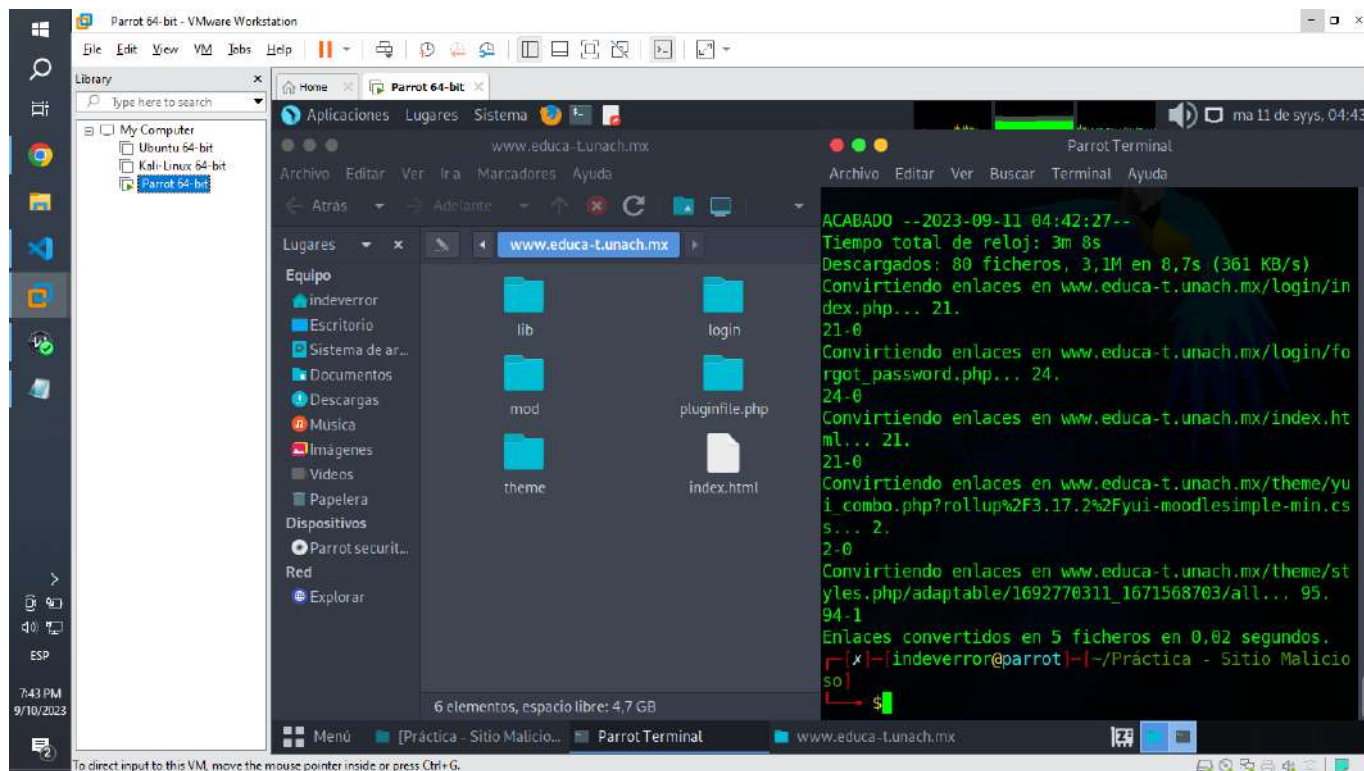 Parrot 64-bit - VMware Workstation
File Edit View VM Tabs Help
Library
Type here to search
My Computer
Ubuntu 64-bit
Kali-Linux 64-bit
Parrot 64-bit
Home
Parrot 64-bit
Aplicaciones Lugares Sistema
ma 11 de syys, 04:43
www.educa-t.unach.mx
Archivo Editar Ver Ir a Marcadores Ayuda
Atrás Adelante
Lugares
www.educa-t.unach.mx
Equipo
indeverror
Escritorio
Sistema de ar...
Documentos
Descargas
Música
Imágenes
Vídeos
Papelera
Dispositivos
Parrot securit...
Red
Explorar
lib
login
mod
pluginfile.php
theme
index.html
6 elementos, espacio libre: 4,7 GB
Parrot Terminal
Archivo Editar Ver Buscar Terminal Ayuda
ACABADO --2023-09-11 04:42:27--
Tiempo total de reloj: 3m 8s
Descargados: 80 ficheros, 3,1M en 8,7s (361 KB/s)
Convirtiendo enlaces en www.educa-t.unach.mx/login/in
dex.php... 21.
21-0
Convirtiendo enlaces en www.educa-t.unach.mx/login/fo
rgot_password.php... 24.
24-0
Convirtiendo enlaces en www.educa-t.unach.mx/index.ht
ml... 21.
21-0
Convirtiendo enlaces en www.educa-t.unach.mx/theme/yu
i_combo.php?rollup%2F3.17.2%2Fyui-moodlesimple-min.cs
s... 2.
2-0
Convirtiendo enlaces en www.educa-t.unach.mx/theme/st
yles.php/adaptable/1692770311_1671568703/all... 95.
94-1
Enlaces convertidos en 5 ficheros en 0,02 segundos.
[x]-[indeverror@parrot]-[~/Práctica - Sitio Malicio
so]
$
Menú
[Práctica - Sitio Malicio...
Parrot Terminal
www.educa-t.unach.mx
ESP
7:43 PM
9/10/2023
2
To direct input to this VM, move the mouse pointer inside or press Ctrl+G.